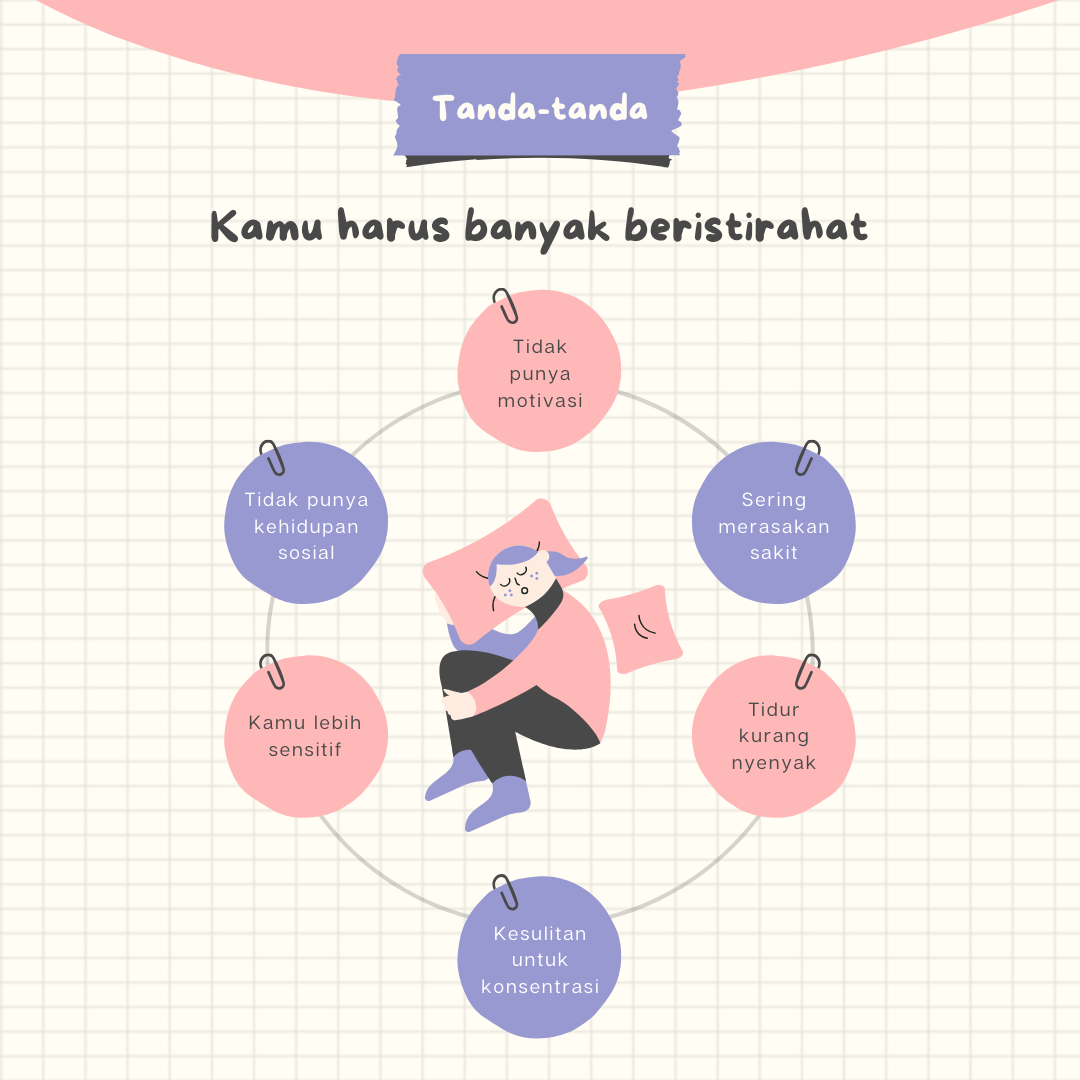 Tanda-tanda
Kamu harus banyak beristirahat
Tidak
punya
motivasi
Tidak punya
kehidupan
sosial
Sering
merasakan
sakit
Kamu lebih
sensitif
Tidur
kurang
nyenyak
Kesulitan
untuk
konsentrasi